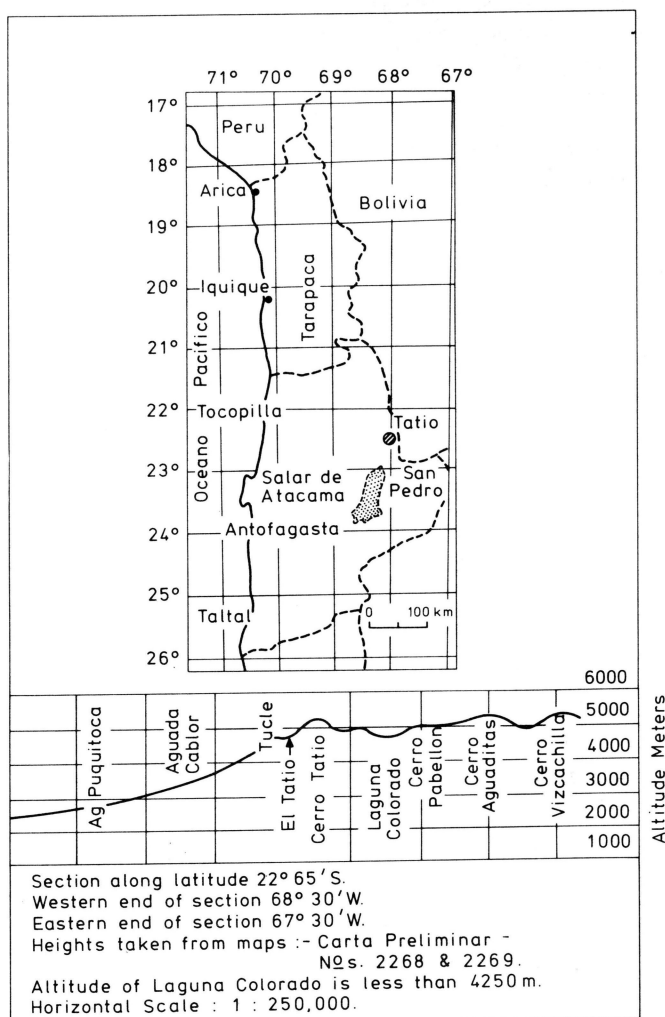 71° 70° 69° 68° 67°
17°
Peru
18°
Arica
Bolivia
19°
Iquique
20°
Tarapaca
Pacifico
21°
22°
Tocopilla
Tatio
Oceano
23°
Salar de
Atacama
San
Pedro
Antofagasta
24°
25°
Taltal
0 100 km
26°
6000
5000
4000
3000
2000
1000
Altitude Meters
Ag Puquitoca
Aguada
Cablor
Tucle
El Tatio
Cerro Tatio
Laguna
Colorado
Cerro
Pabellon
Cerro
Aguaditas
Cerro
Vizcachilla
Section along latitude 22° 65′S.
Western end of section 68° 30′W.
Eastern end of section 67° 30′W.
Heights taken from maps :- Carta Preliminar -
Nos. 2268 & 2269.
Altitude of Laguna Colorado is less than 4250 m.
Horizontal Scale : 1 : 250,000.